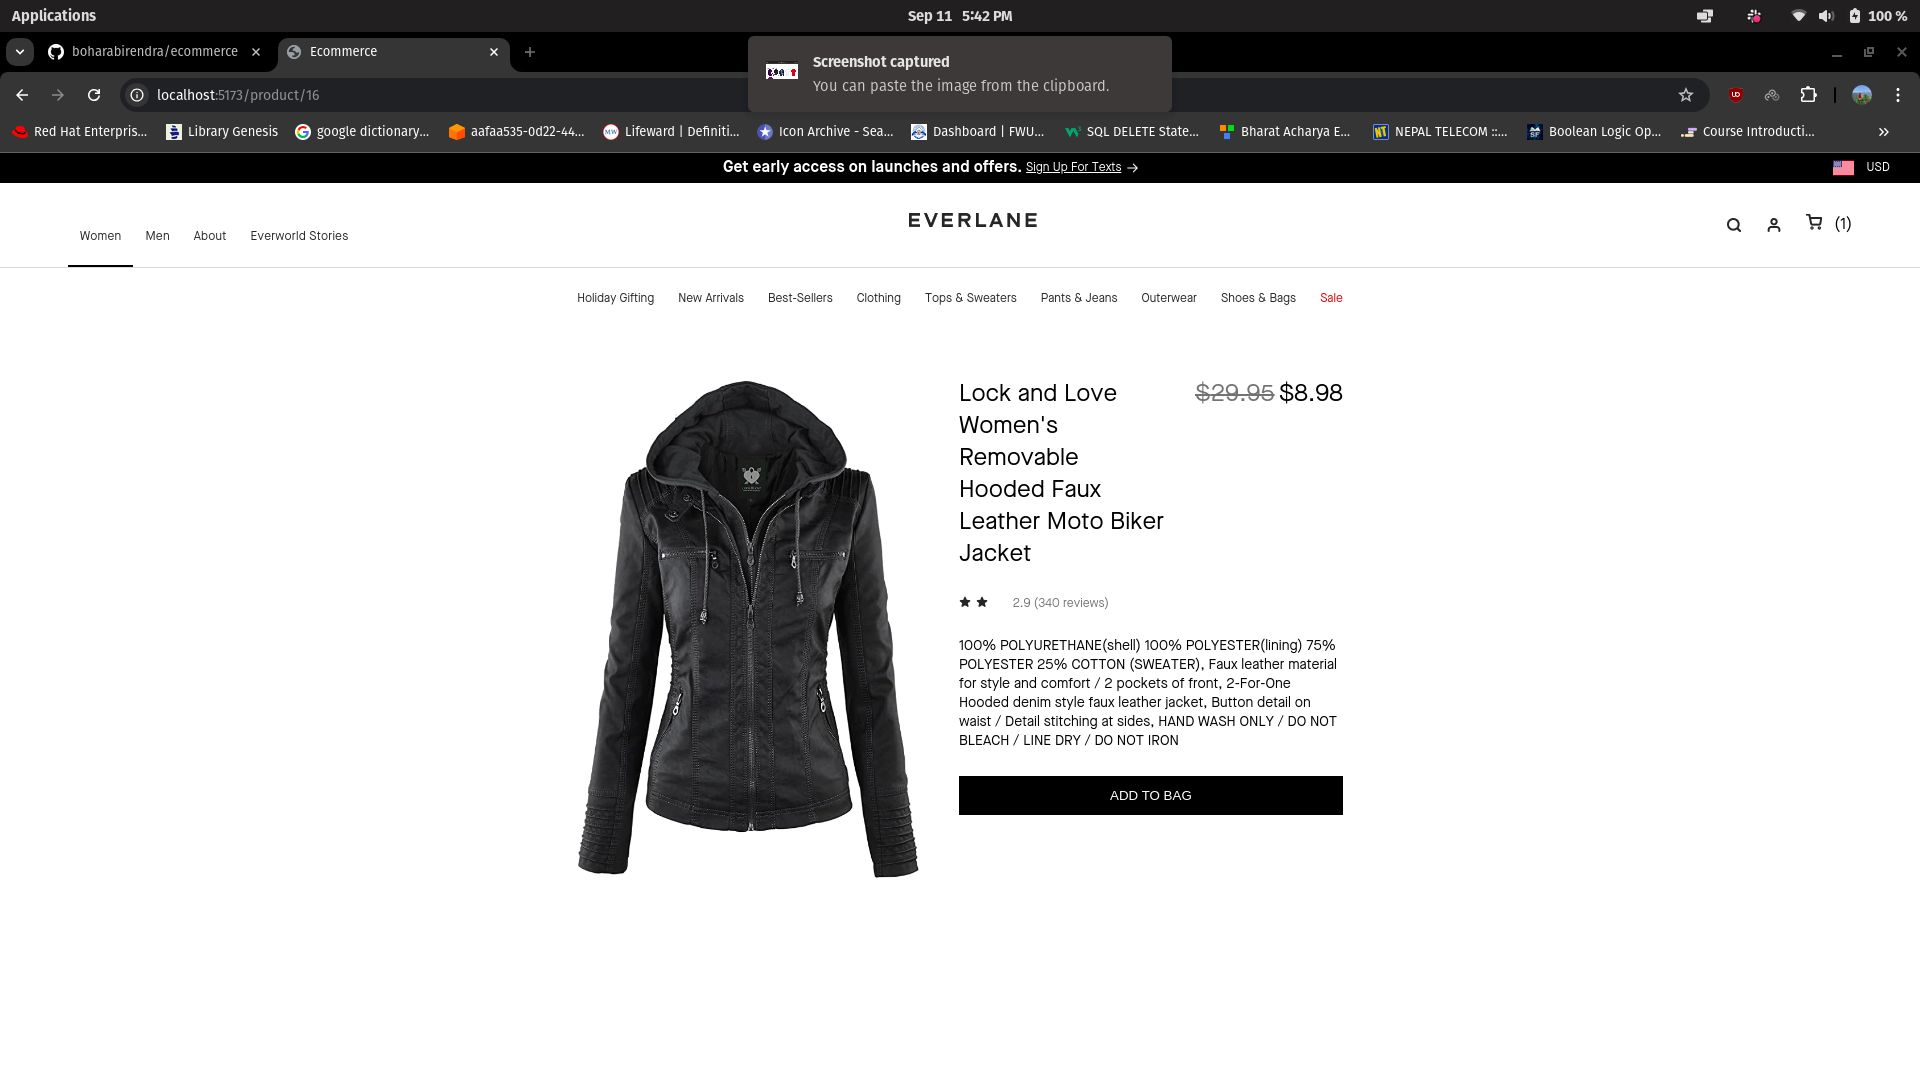 Applications
Sep 11 5:42 PM
100 %
boharabirendra/ecommerce
Ecommerce
Screenshot captured
You can paste the image from the clipboard.
localhost:5173/product/16
Red Hat Enterpris...
Library Genesis
google dictionary...
aafaa535-0d22-44...
Lifeward | Definiti...
Icon Archive - Sea...
Dashboard | FWU...
SQL DELETE State...
Bharat Acharya E...
NEPAL TELECOM ::...
Boolean Logic Op...
Course Introducti...
Get early access on launches and offers. Sign Up For Texts →
USD
Women Men About Everworld Stories
EVERLANE
(1)
Holiday Gifting New Arrivals Best-Sellers Clothing Tops & Sweaters Pants & Jeans Outerwear Shoes & Bags Sale
Lock and Love
Women's
Removable
Hooded Faux
Leather Moto Biker
Jacket
$29.95 $8.98
2.9 (340 reviews)
100% POLYURETHANE(shell) 100% POLYESTER(lining) 75%
POLYESTER 25% COTTON (SWEATER), Faux leather material
for style and comfort / 2 pockets of front, 2-For-One
Hooded denim style faux leather jacket, Button detail on
waist / Detail stitching at sides, HAND WASH ONLY / DO NOT
BLEACH / LINE DRY / DO NOT IRON
ADD TO BAG